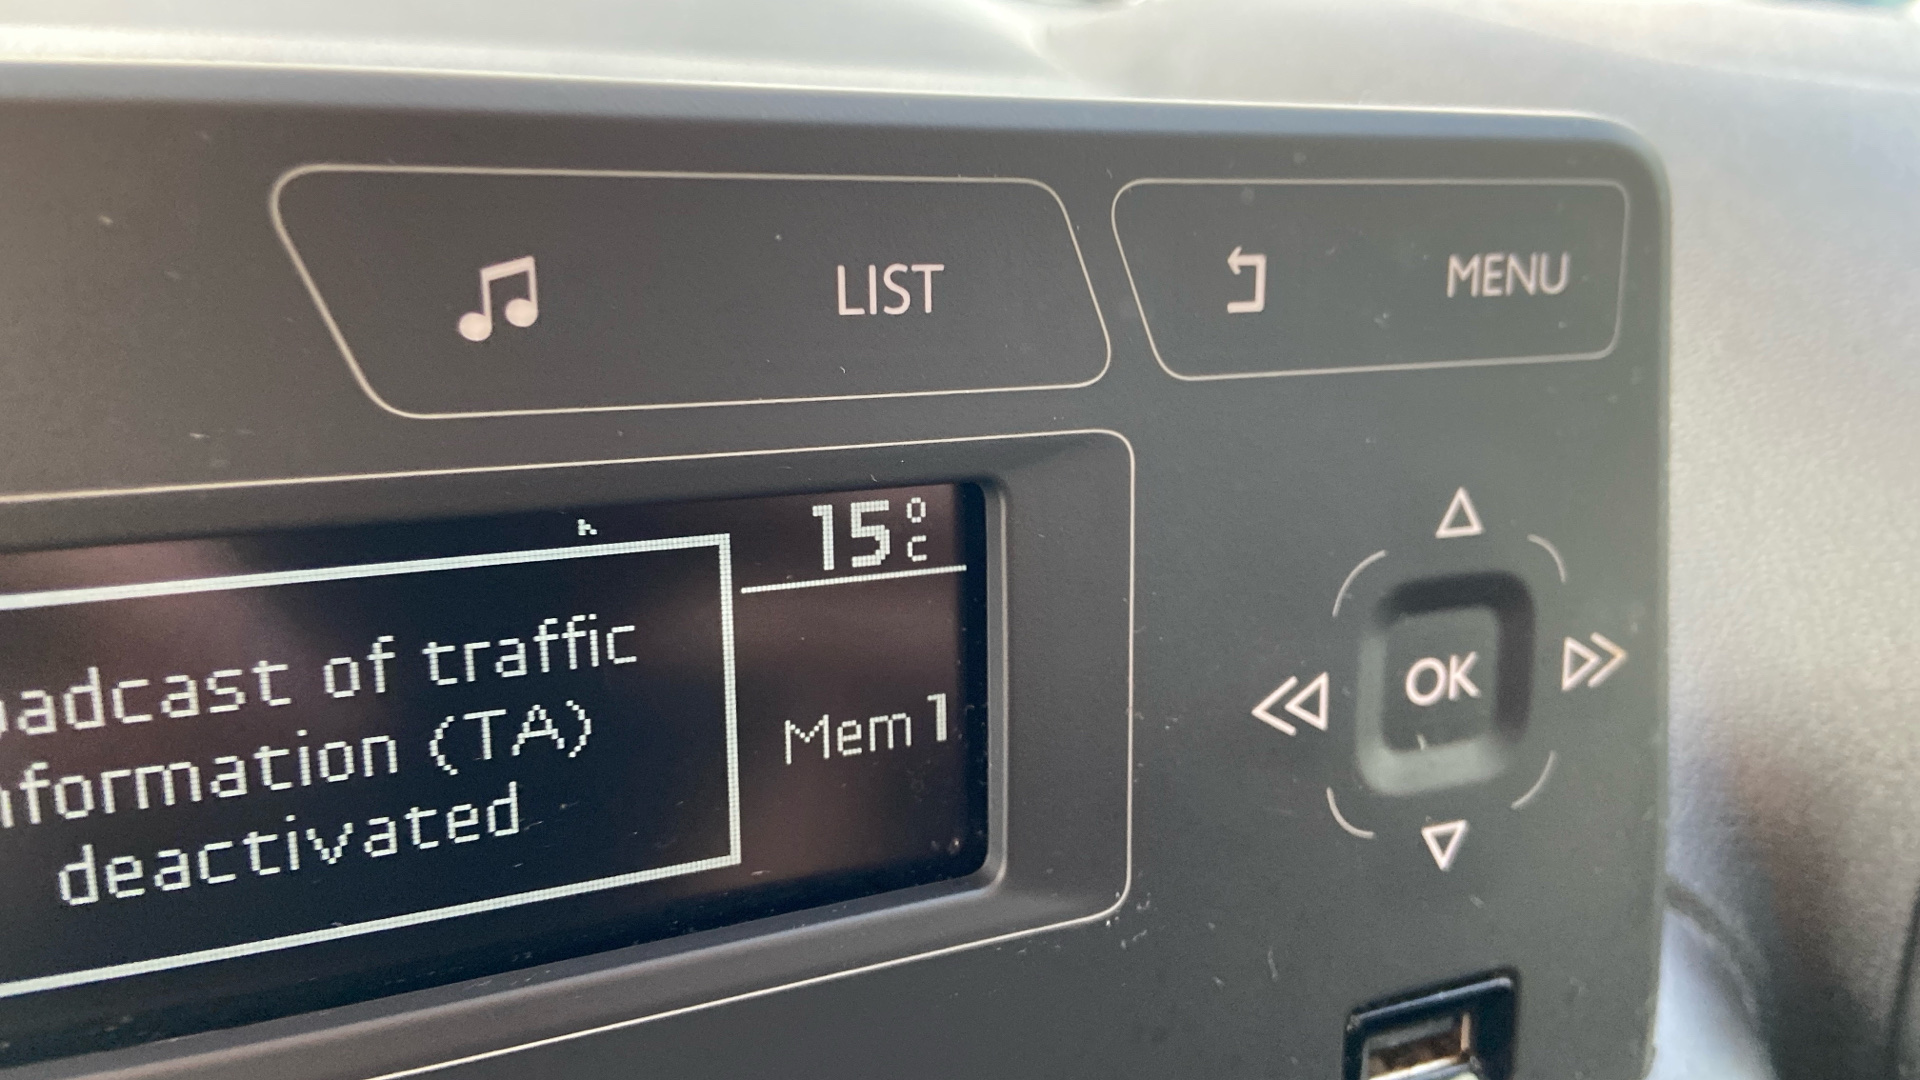 LIST
MENU
15°C
adcast of traffic
formation (TA)
deactivated
Mem 1
OK